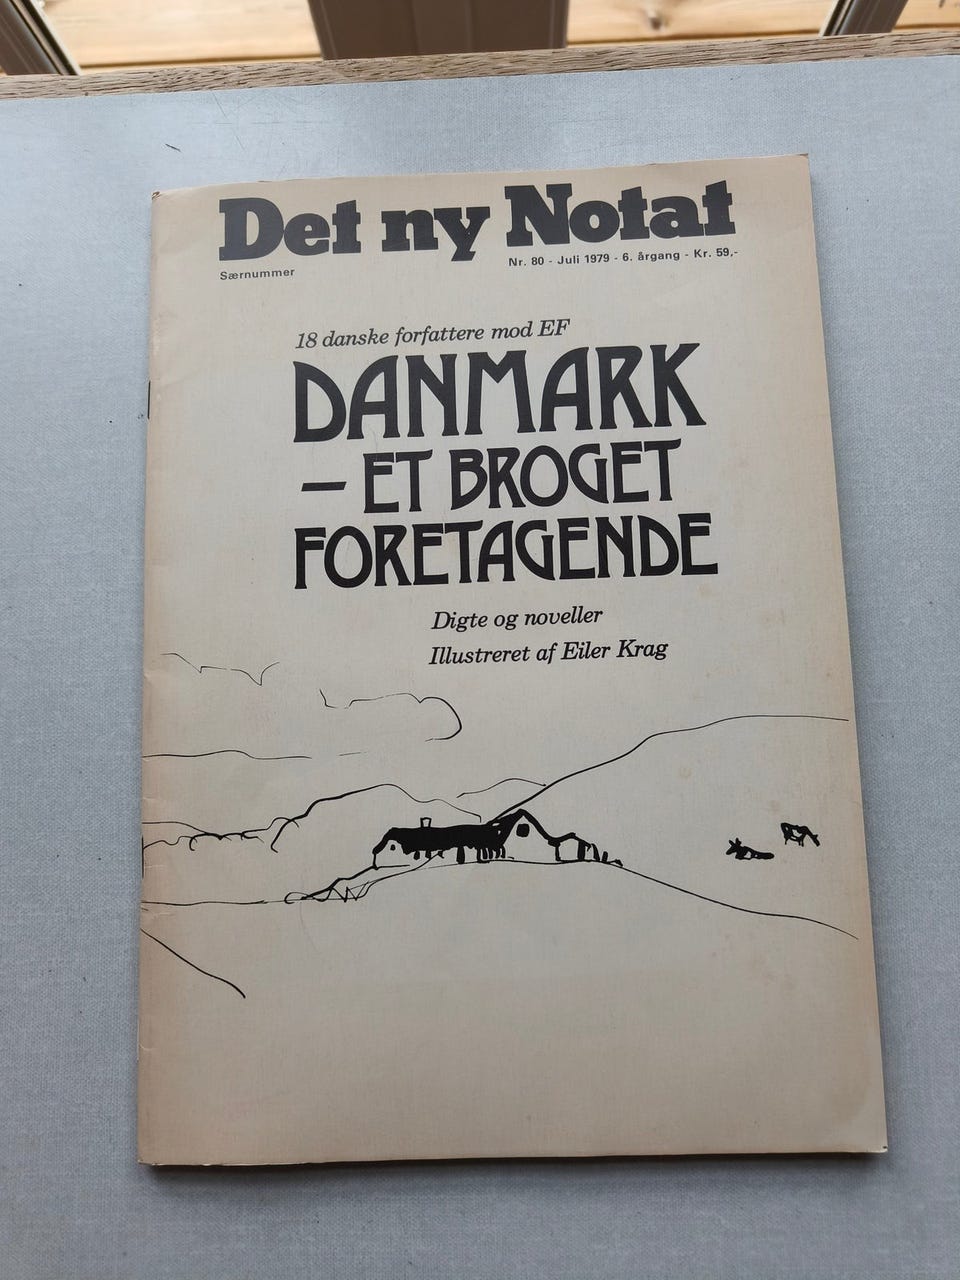 Det ny Notat
Særnummer
Nr. 80 - Juli 1979 - 6. årgang - Kr. 59,-
18 danske forfattere mod EF
DANMARK
– ET BROGET
FORETAGENDE
Digte og noveller
Illustreret af Eiler Krag